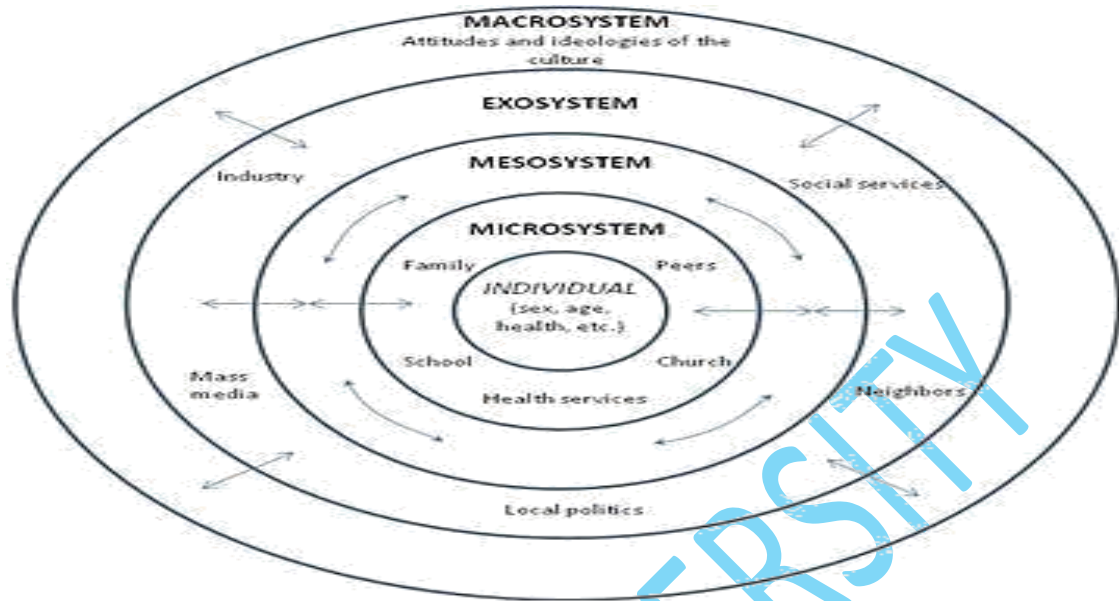 MACROSYSTEM
Attitudes and ideologies of the
culture
EXOSYSTEM
Industry
Social services
MESOSYSTEM
MICROSYSTEM
Family
Peers
INDIVIDUAL
(sex, age,
health, etc.)
School
Church
Health services
Mass
media
Neighbors
Local politics
ERSITY